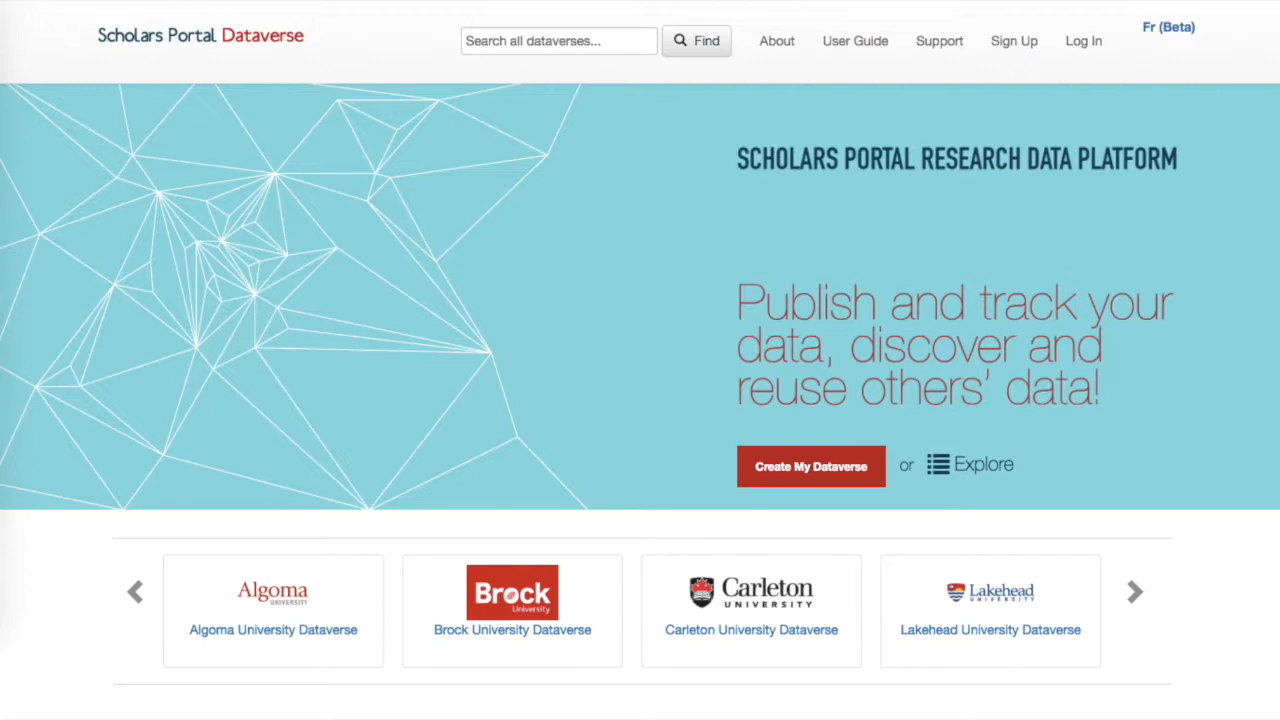 Scholars Portal Dataverse
Search all dataverses...
Find
About
User Guide
Support
Sign Up
Log In
Fr (Beta)
SCHOLARS PORTAL RESEARCH DATA PLATFORM
Publish and track your
data, discover and
reuse others’ data!
Create My Dataverse
or
Explore
Algoma
UNIVERSITY
Algoma University Dataverse
Brock
University
Brock University Dataverse
Carleton
UNIVERSITY
Carleton University Dataverse
Lakehead
UNIVERSITY
Lakehead University Dataverse